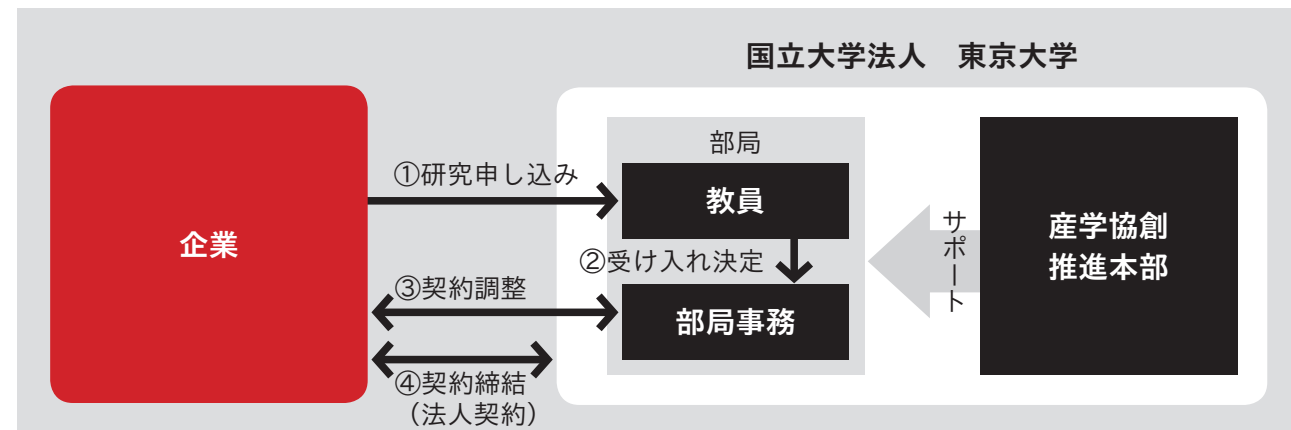 国立大学法人　東京大学
企業
①研究申し込み
部局
教員
②受け入れ決定
③契約調整
部局事務
④契約締結
（法人契約）
サポート
産学協創
推進本部